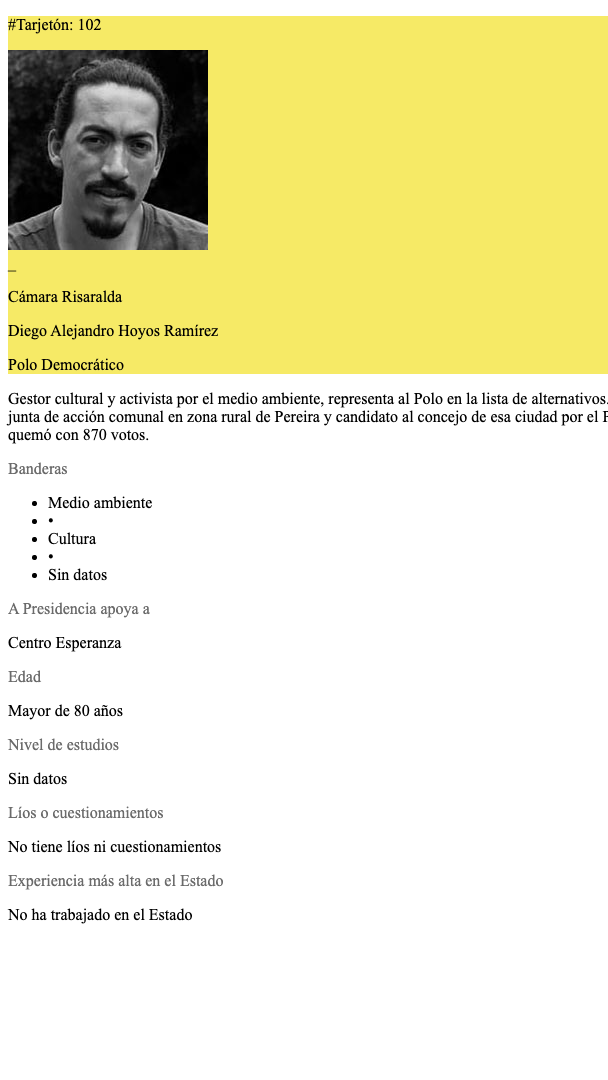 #Tarjetón: 102
_
Cámara Risaralda
Diego Alejandro Hoyos Ramírez
Polo Democrático
Gestor cultural y activista por el medio ambiente, representa al Polo en la lista de alternativos.
junta de acción comunal en zona rural de Pereira y candidato al concejo de esa ciudad por el
quemó con 870 votos.
Banderas
• Medio ambiente
• •
• Cultura
• •
• Sin datos
A Presidencia apoya a
Centro Esperanza
Edad
Mayor de 80 años
Nivel de estudios
Sin datos
Líos o cuestionamientos
No tiene líos ni cuestionamientos
Experiencia más alta en el Estado
No ha trabajado en el Estado